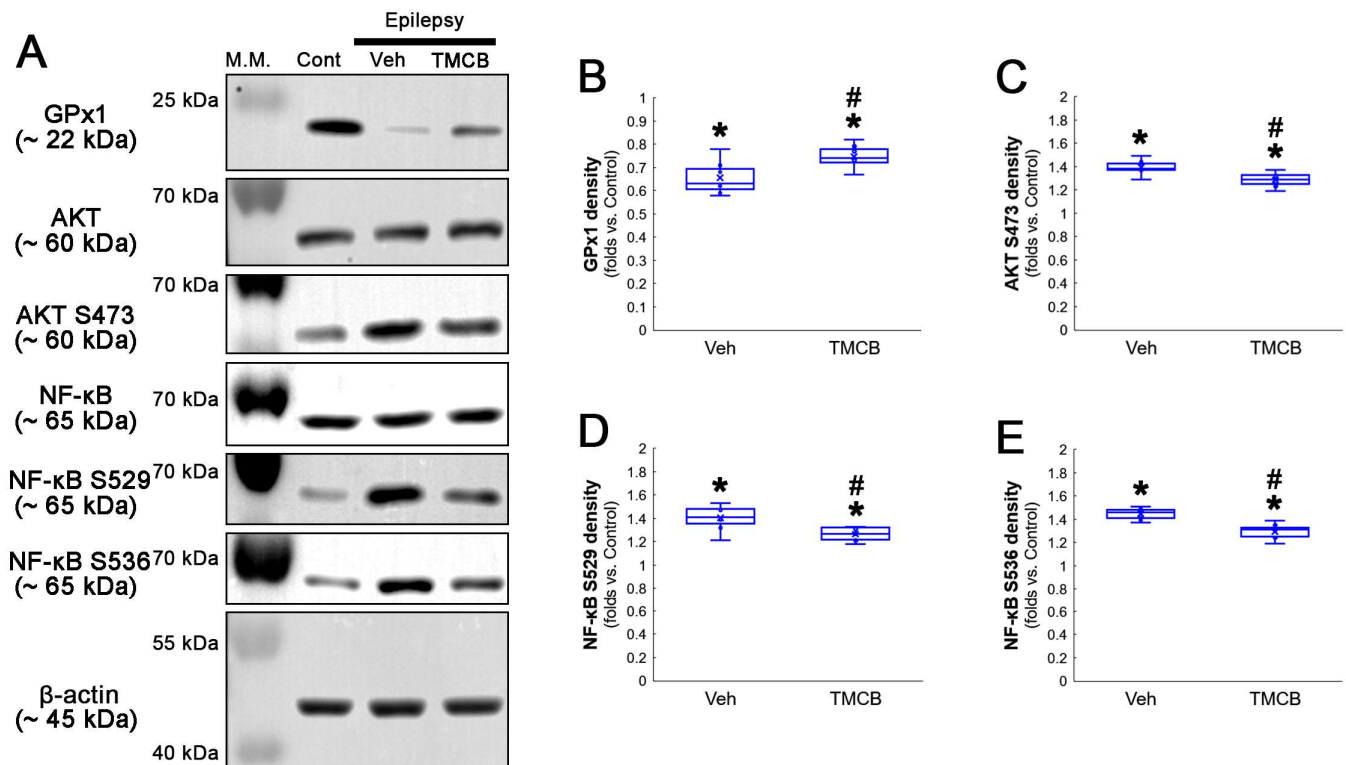 A
Epilepsy
M.M. Cont Veh TMCB
GPx1
(~ 22 kDa)
25 kDa
AKT
(~ 60 kDa)
70 kDa
AKT S473
(~ 60 kDa)
70 kDa
NF-κB
(~ 65 kDa)
70 kDa
NF-κB S529
(~ 65 kDa)
70 kDa
NF-κB S536
(~ 65 kDa)
70 kDa
β-actin
(~ 45 kDa)
55 kDa
40 kDa
B
GPx1 density
(folds vs. Control)
1
0.9
0.8
0.7
0.6
0.5
0.4
0.3
0.2
0.1
0
*
#
*
Veh TMCB
C
AKT S473 density
(folds vs. Control)
2
1.8
1.6
1.4
1.2
1
0.8
0.6
0.4
0.2
0
*
#
*
Veh TMCB
D
NF-κB S529 density
(folds vs. Control)
2
1.8
1.6
1.4
1.2
1
0.8
0.6
0.4
0.2
0
*
#
*
Veh TMCB
E
NF-κB S536 density
(folds vs. Control)
2
1.8
1.6
1.4
1.2
1
0.8
0.6
0.4
0.2
0
*
#
*
Veh TMCB